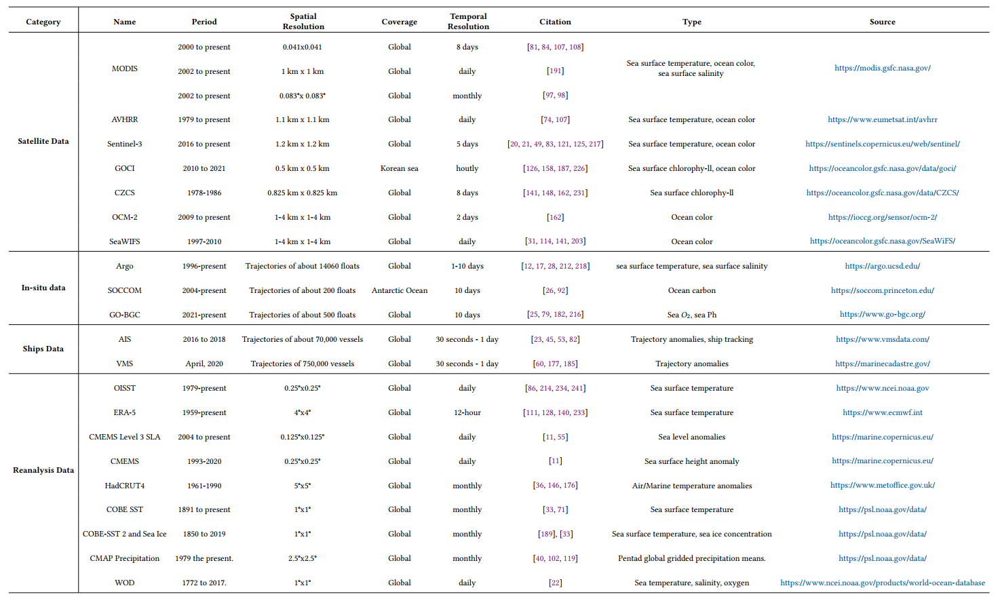 Category Name Period Spatial Resolution Coverage Temporal Resolution Citation Type Source
2000 to present 0.041x0.041 Global 8 days [81, 84, 107, 108]
MODIS 2002 to present 1 km x 1 km Global daily [191] Sea surface temperature, ocean color, sea surface salinity https://modis.gsfc.nasa.gov/
2002 to present 0.083°x 0.083° Global monthly [97, 98]
AVHRR 1979 to present 1.1 km x 1.1 km Global daily [74, 107] Sea surface temperature, ocean color https://www.eumetsat.int/avhrr
Satellite Data Sentinel-3 2016 to present 1.2 km x 1.2 km Global 5 days [20, 21, 49, 83, 121, 125, 217] Sea surface temperature, ocean color https://sentinels.copernicus.eu/web/sentinel/
GOCI 2010 to 2021 0.5 km x 0.5 km Korean sea houtly [126, 158, 187, 226] Sea surface chlorophy-ll, ocean color https://oceancolor.gsfc.nasa.gov/data/goci/
CZCS 1978-1986 0.825 km x 0.825 km Global 8 days [141, 148, 162, 231] Sea surface chlorophy-ll https://oceancolor.gsfc.nasa.gov/data/CZCS/
OCM-2 2009 to present 1-4 km x 1-4 km Global 2 days [162] Ocean color https://ioccg.org/sensor/ocm-2/
SeaWIFS 1997-2010 1-4 km x 1-4 km Global daily [31, 114, 141, 203] Ocean color https://oceancolor.gsfc.nasa.gov/SeaWiFS/
Argo 1996-present Trajectories of about 14060 floats Global 1-10 days [12, 17, 28, 212, 218] sea surface temperature, sea surface salinity https://argo.ucsd.edu/
In-situ data SOCCOM 2004-present Trajectories of about 200 floats Antarctic Ocean 10 days [26, 92] Ocean carbon https://soccom.princeton.edu/
GO-BGC 2021-present Trajectories of about 500 floats Global 10 days [25, 79, 182, 216] Sea O₂, sea Ph https://www.go-bgc.org/
Ships Data AIS 2016 to 2018 Trajectories of about 70,000 vessels Global 30 seconds - 1 day [23, 45, 53, 82] Trajectory anomalies, ship tracking https://www.vmsdata.com/
VMS April, 2020 Trajectories of 750,000 vessels Global 30 seconds - 1 day [60, 177, 185] Trajectory anomalies https://marinecadastre.gov/
OISST 1979-present 0.25°x0.25° Global daily [86, 214, 234, 241] Sea surface temperature https://www.ncei.noaa.gov
ERA-5 1959-present 4°x4° Global 12-hour [111, 128, 140, 233] Sea surface temperature https://www.ecmwf.int
CMEMS Level 3 SLA 2004 to present 0.125°x0.125° Global daily [11, 55] Sea level anomalies https://marine.copernicus.eu/
Reanalysis Data CMEMS 1993-2020 0.25°x0.25° Global daily [11] Sea surface height anomaly https://marine.copernicus.eu/
HadCRUT4 1961-1990 5°x5° Global monthly [36, 146, 176] Air/Marine temperature anomalies https://www.metoffice.gov.uk/
COBE SST 1891 to present 1°x1° Global monthly [33, 71] Sea surface temperature https://psl.noaa.gov/data/
COBE-SST 2 and Sea Ice 1850 to 2019 1°x1° Global monthly [189], [33] Sea surface temperature, sea ice concentration https://psl.noaa.gov/data/
CMAP Precipitation 1979 the present. 2.5°x2.5° Global monthly [40, 102, 119] Pentad global gridded precipitation means. https://psl.noaa.gov/data/
WOD 1772 to 2017. 1°x1° Global daily [22] Sea temperature, salinity, oxygen https://www.ncei.noaa.gov/products/world-ocean-database